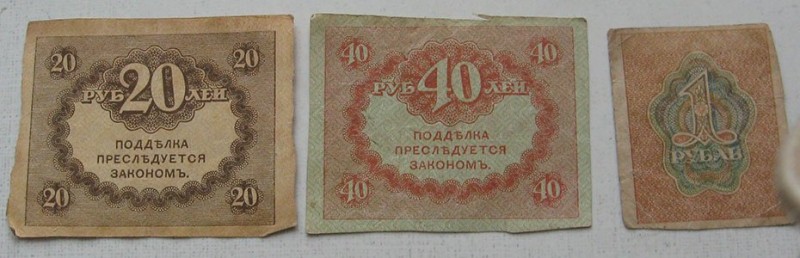 20 20
РУБ 20 ЛЕЙ
ПОДДѢЛКА
ПРЕСЛѢДУЕТСЯ
ЗАКОНОМЪ.
20 20
40 40
РУБ 40 ЛЕЙ
ПОДДѢЛКА
ПРЕСЛѢДУЕТСЯ
ЗАКОНОМЪ.
40 40
1
РУБЛЬ